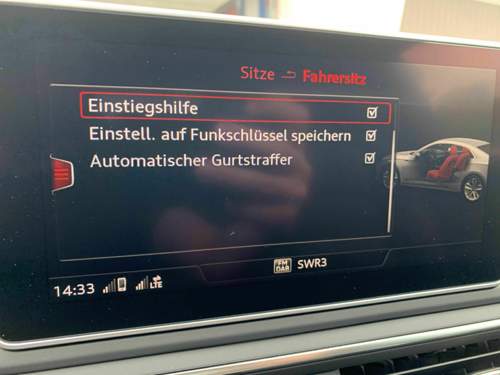 Sitze Fahrersitz
Einstiegshilfe
Einstell. auf Funkschlüssel speichern
Automatischer Gurtstraffer
FM DAB SWR3
14:33 LTE